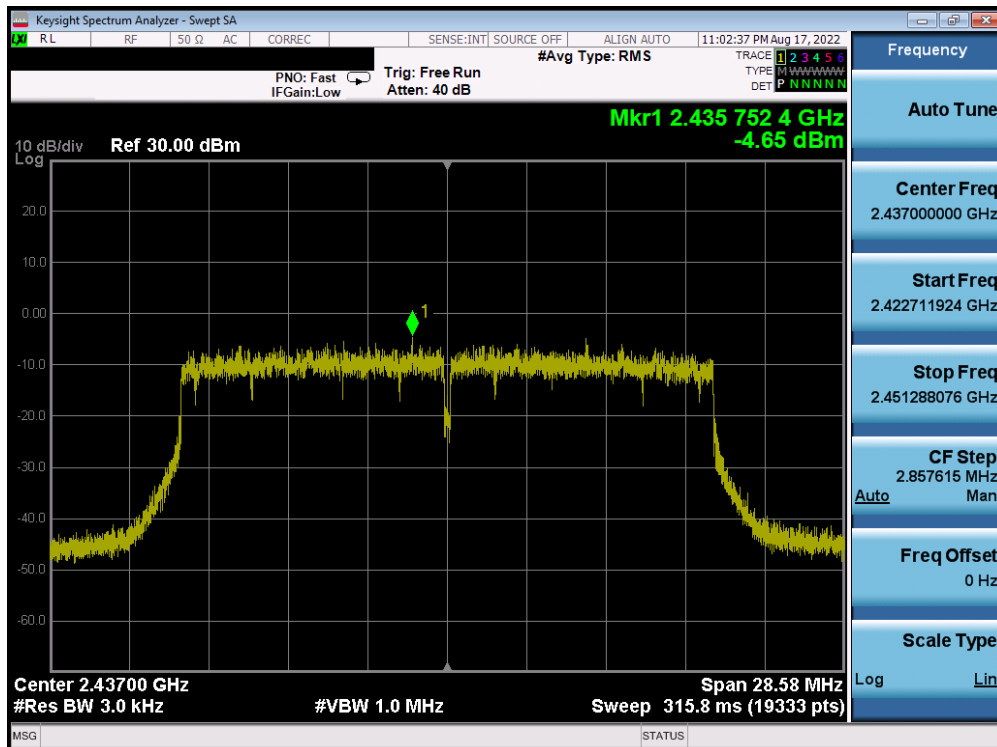 Keysight Spectrum Analyzer - Swept SA
LXI RL RF 50 Ω AC CORREC SENSE:INT SOURCE OFF ALIGN AUTO 11:02:37 PM Aug 17, 2022
#Avg Type: RMS TRACE 1 2 3 4 5 6
PNO: Fast Trig: Free Run TYPE M WWWWW
IFGain:Low Atten: 40 dB DET P N N N N N
Mkr1 2.435 752 4 GHz
-4.65 dBm
10 dB/div Ref 30.00 dBm
Log
20.0
10.0
0.00
1
-10.0
-20.0
-30.0
-40.0
-50.0
-60.0
Center 2.43700 GHz Span 28.58 MHz
#Res BW 3.0 kHz #VBW 1.0 MHz Sweep 315.8 ms (19333 pts)
MSG STATUS
Frequency
Auto Tune
Center Freq
2.437000000 GHz
Start Freq
2.422711924 GHz
Stop Freq
2.451288076 GHz
CF Step
2.857615 MHz
Auto Man
Freq Offset
0 Hz
Scale Type
Log Lin